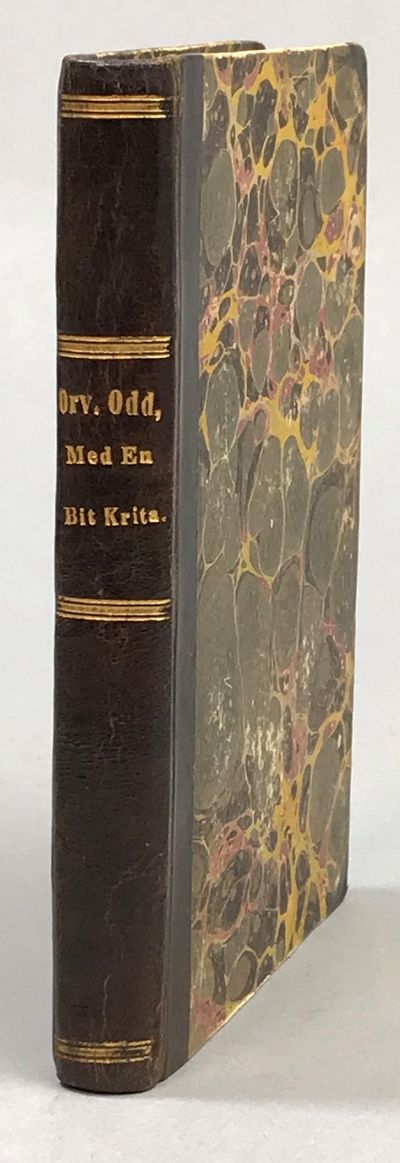 Orv. Odd,
Med En
Bit Krita.